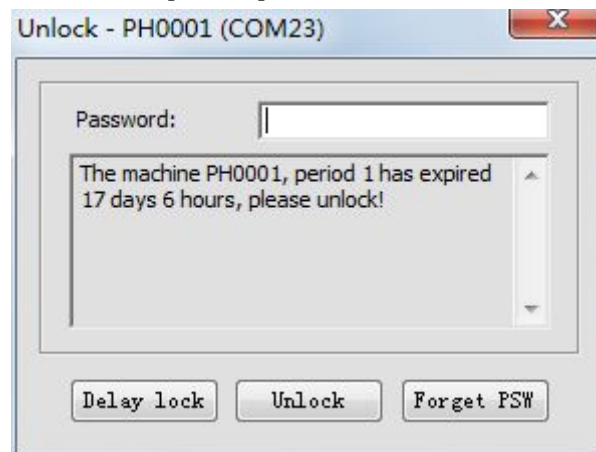 Unlock - PH0001 (COM23)
Password:
The machine PH0001, period 1 has expired
17 days 6 hours, please unlock!
Delay lock Unlock Forget PSW